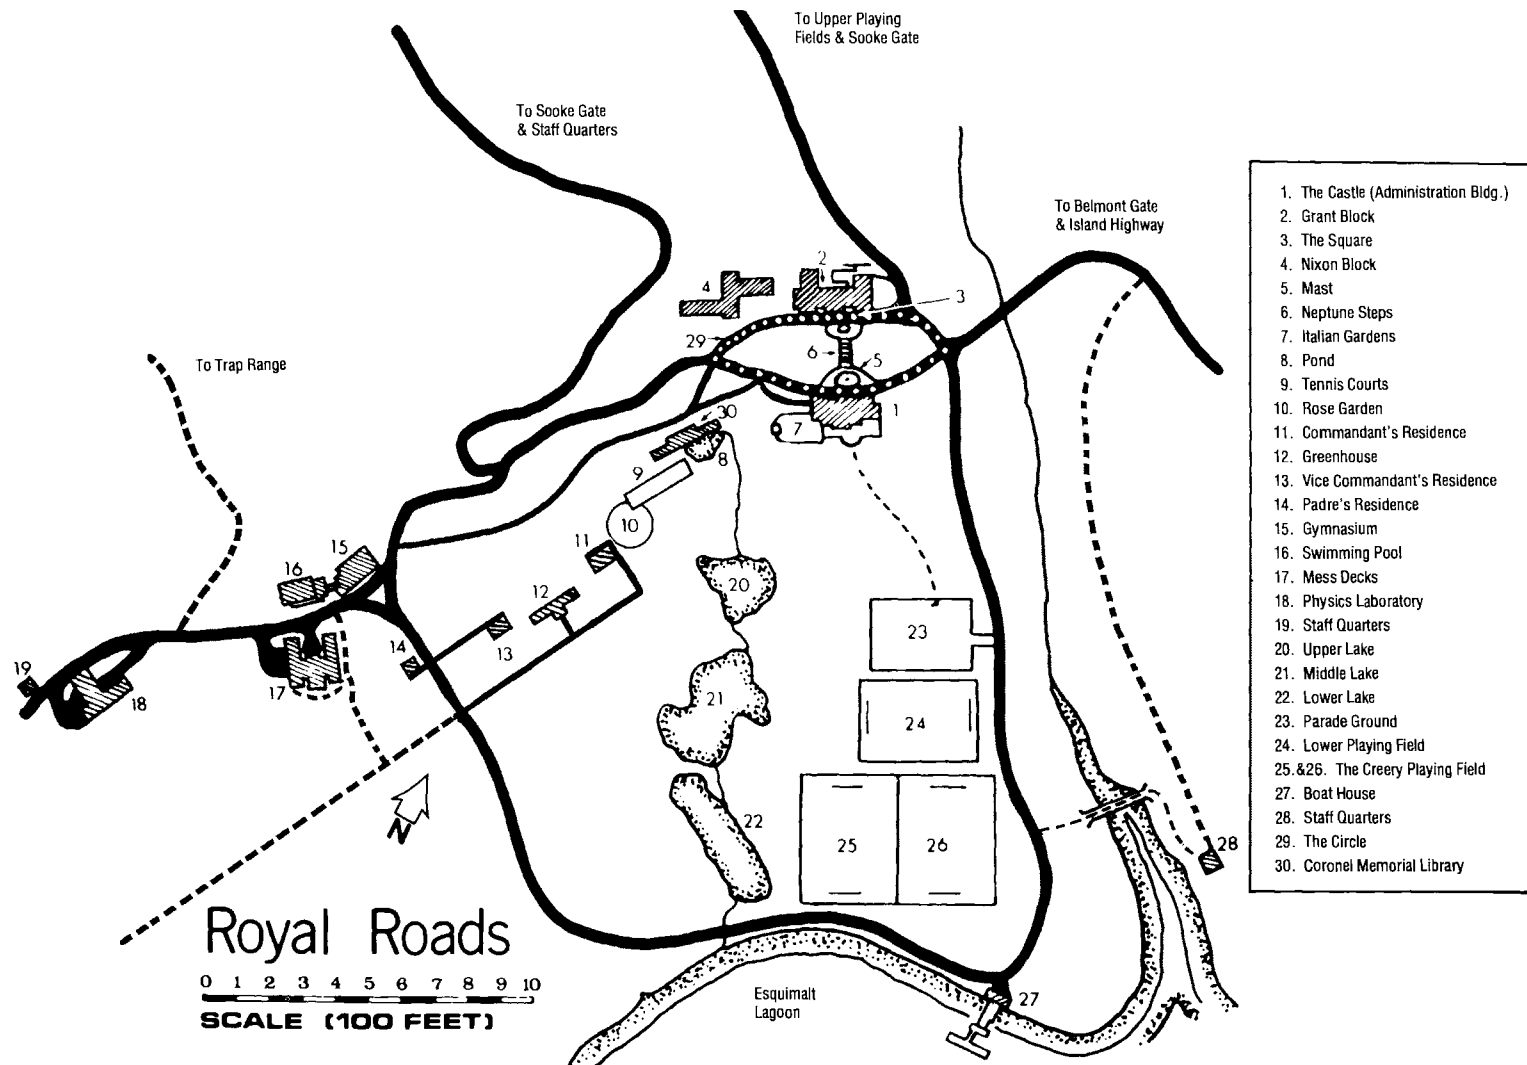 To Upper Playing
Fields & Sooke Gate
To Sooke Gate
& Staff Quarters
To Belmont Gate
& Island Highway
To Trap Range
2
4
3
29
6
5
30
1
7
8
9
10
15
11
16
12
20
23
14
13
19
17
18
21
24
22
25
26
28
27
N
Royal Roads
0 1 2 3 4 5 6 7 8 9 10
SCALE (100 FEET)
Esquimalt
Lagoon
1. The Castle (Administration Bldg.)
2. Grant Block
3. The Square
4. Nixon Block
5. Mast
6. Neptune Steps
7. Italian Gardens
8. Pond
9. Tennis Courts
10. Rose Garden
11. Commandant's Residence
12. Greenhouse
13. Vice Commandant's Residence
14. Padre's Residence
15. Gymnasium
16. Swimming Pool
17. Mess Decks
18. Physics Laboratory
19. Staff Quarters
20. Upper Lake
21. Middle Lake
22. Lower Lake
23. Parade Ground
24. Lower Playing Field
25.&26. The Creery Playing Field
27. Boat House
28. Staff Quarters
29. The Circle
30. Coronel Memorial Library